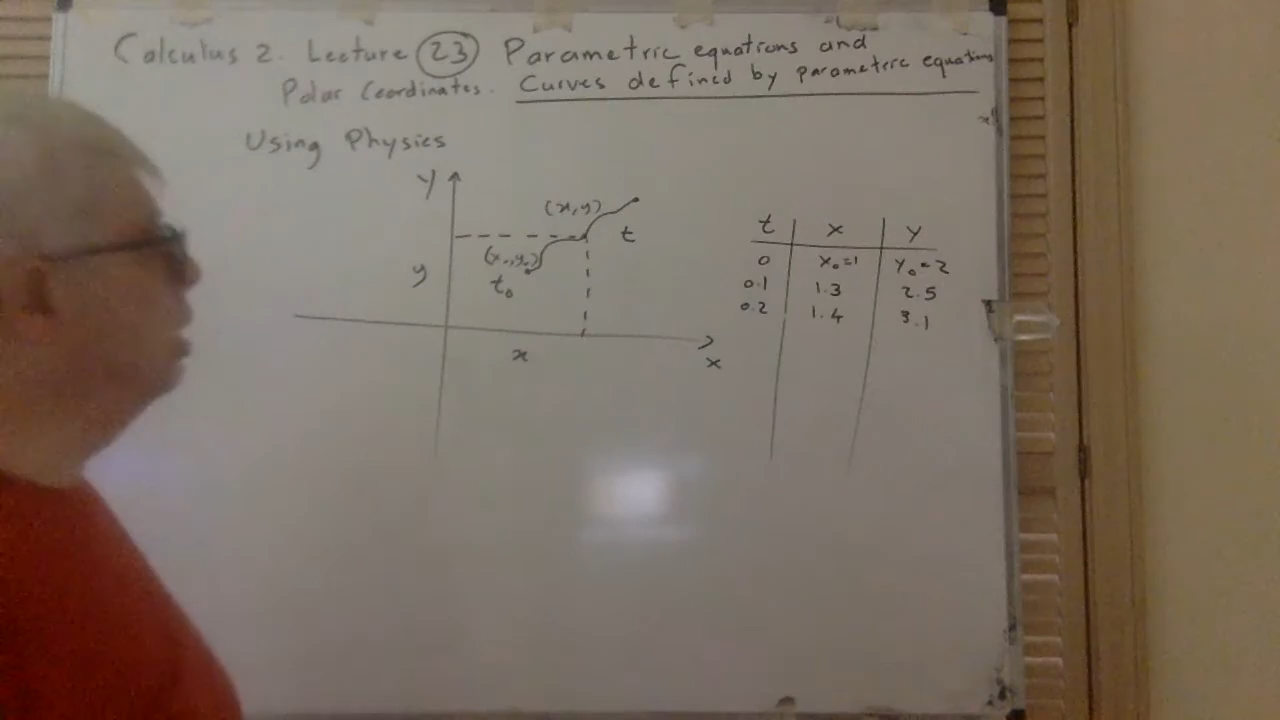 Calculus 2. Lecture 23 Parametric equations and
Polar Coordinates. Curves defined by parametric equations
Using Physics
y
(x,y)
t
(x₀,y₀)
t₀
y
x
x
t x y
0 x₀=1 y₀=2
0.1 1.3 2.5
0.2 1.4 3.1